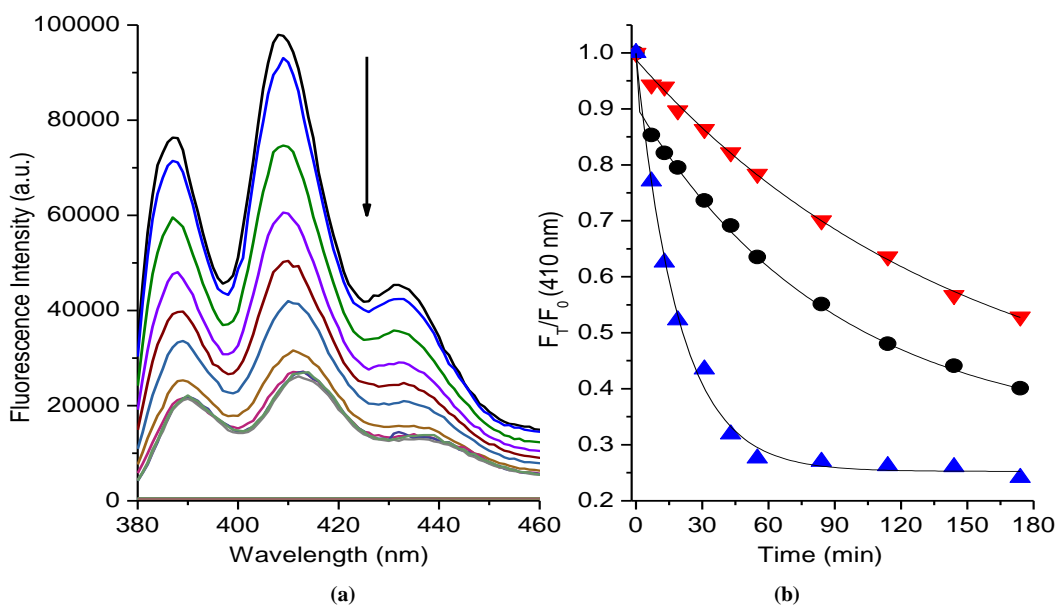 100000
80000
60000
40000
20000
0
Fluorescence Intensity (a.u.)
380 400 420 440 460
Wavelength (nm)
(a)
1.0
0.9
0.8
0.7
0.6
0.5
0.4
0.3
0.2
F_T/F_0 (410 nm)
0 30 60 90 120 150 180
Time (min)
(b)